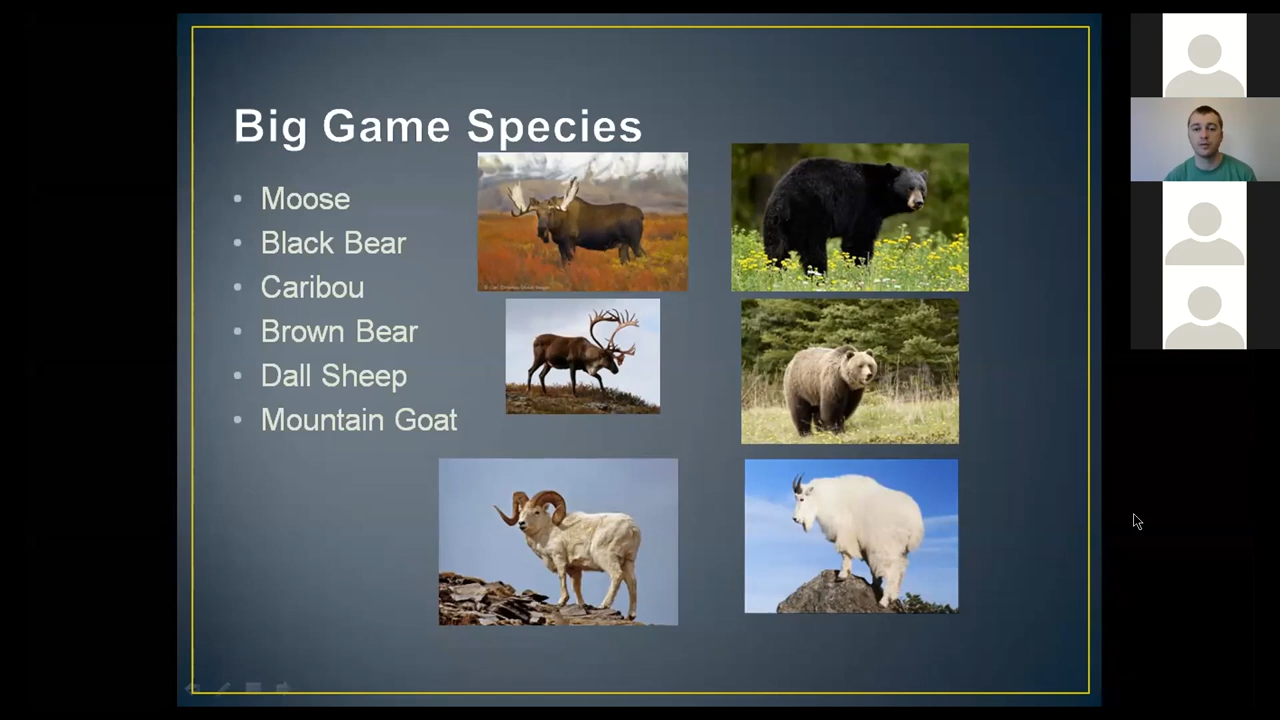 Big Game Species
Moose
Black Bear
Caribou
Brown Bear
Dall Sheep
Mountain Goat